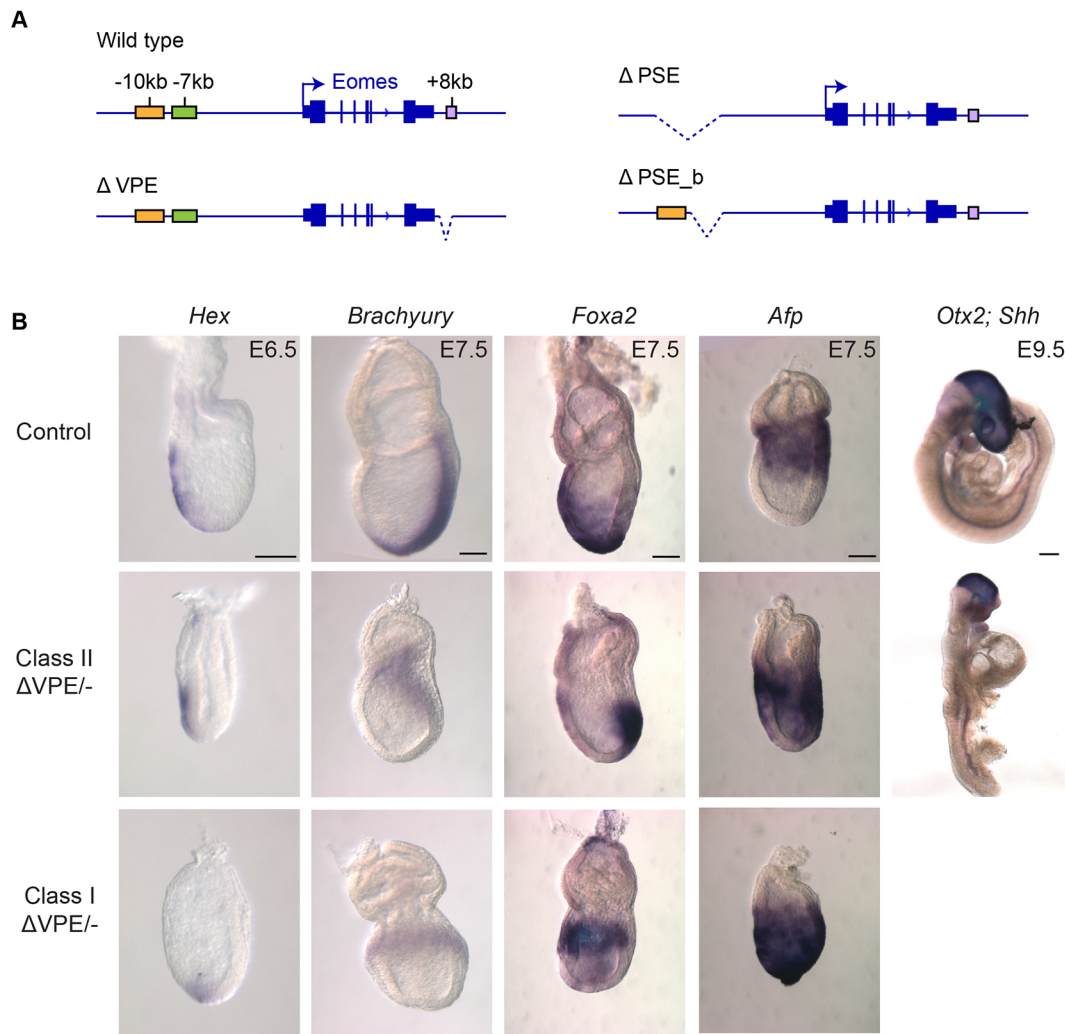 A
Wild type
-10kb -7kb Eomes +8kb
Δ PSE
Δ VPE
Δ PSE_b
B
Hex Brachyury Foxa2 Afp Otx2; Shh
E6.5 E7.5 E7.5 E7.5 E9.5
Control
Class II
ΔVPE/-
Class I
ΔVPE/-